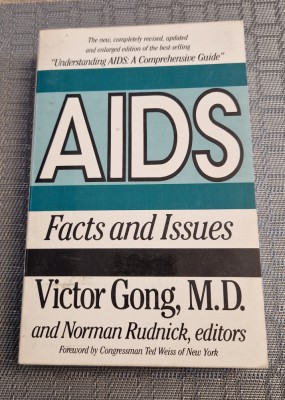 The new, completely revised, updated
and enlarged edition of the best-selling
"Understanding AIDS: A Comprehensive Guide"
AIDS
Facts and Issues
Victor Gong, M.D.
and Norman Rudnick, editors
Foreword by Congressman Ted Weiss of New York